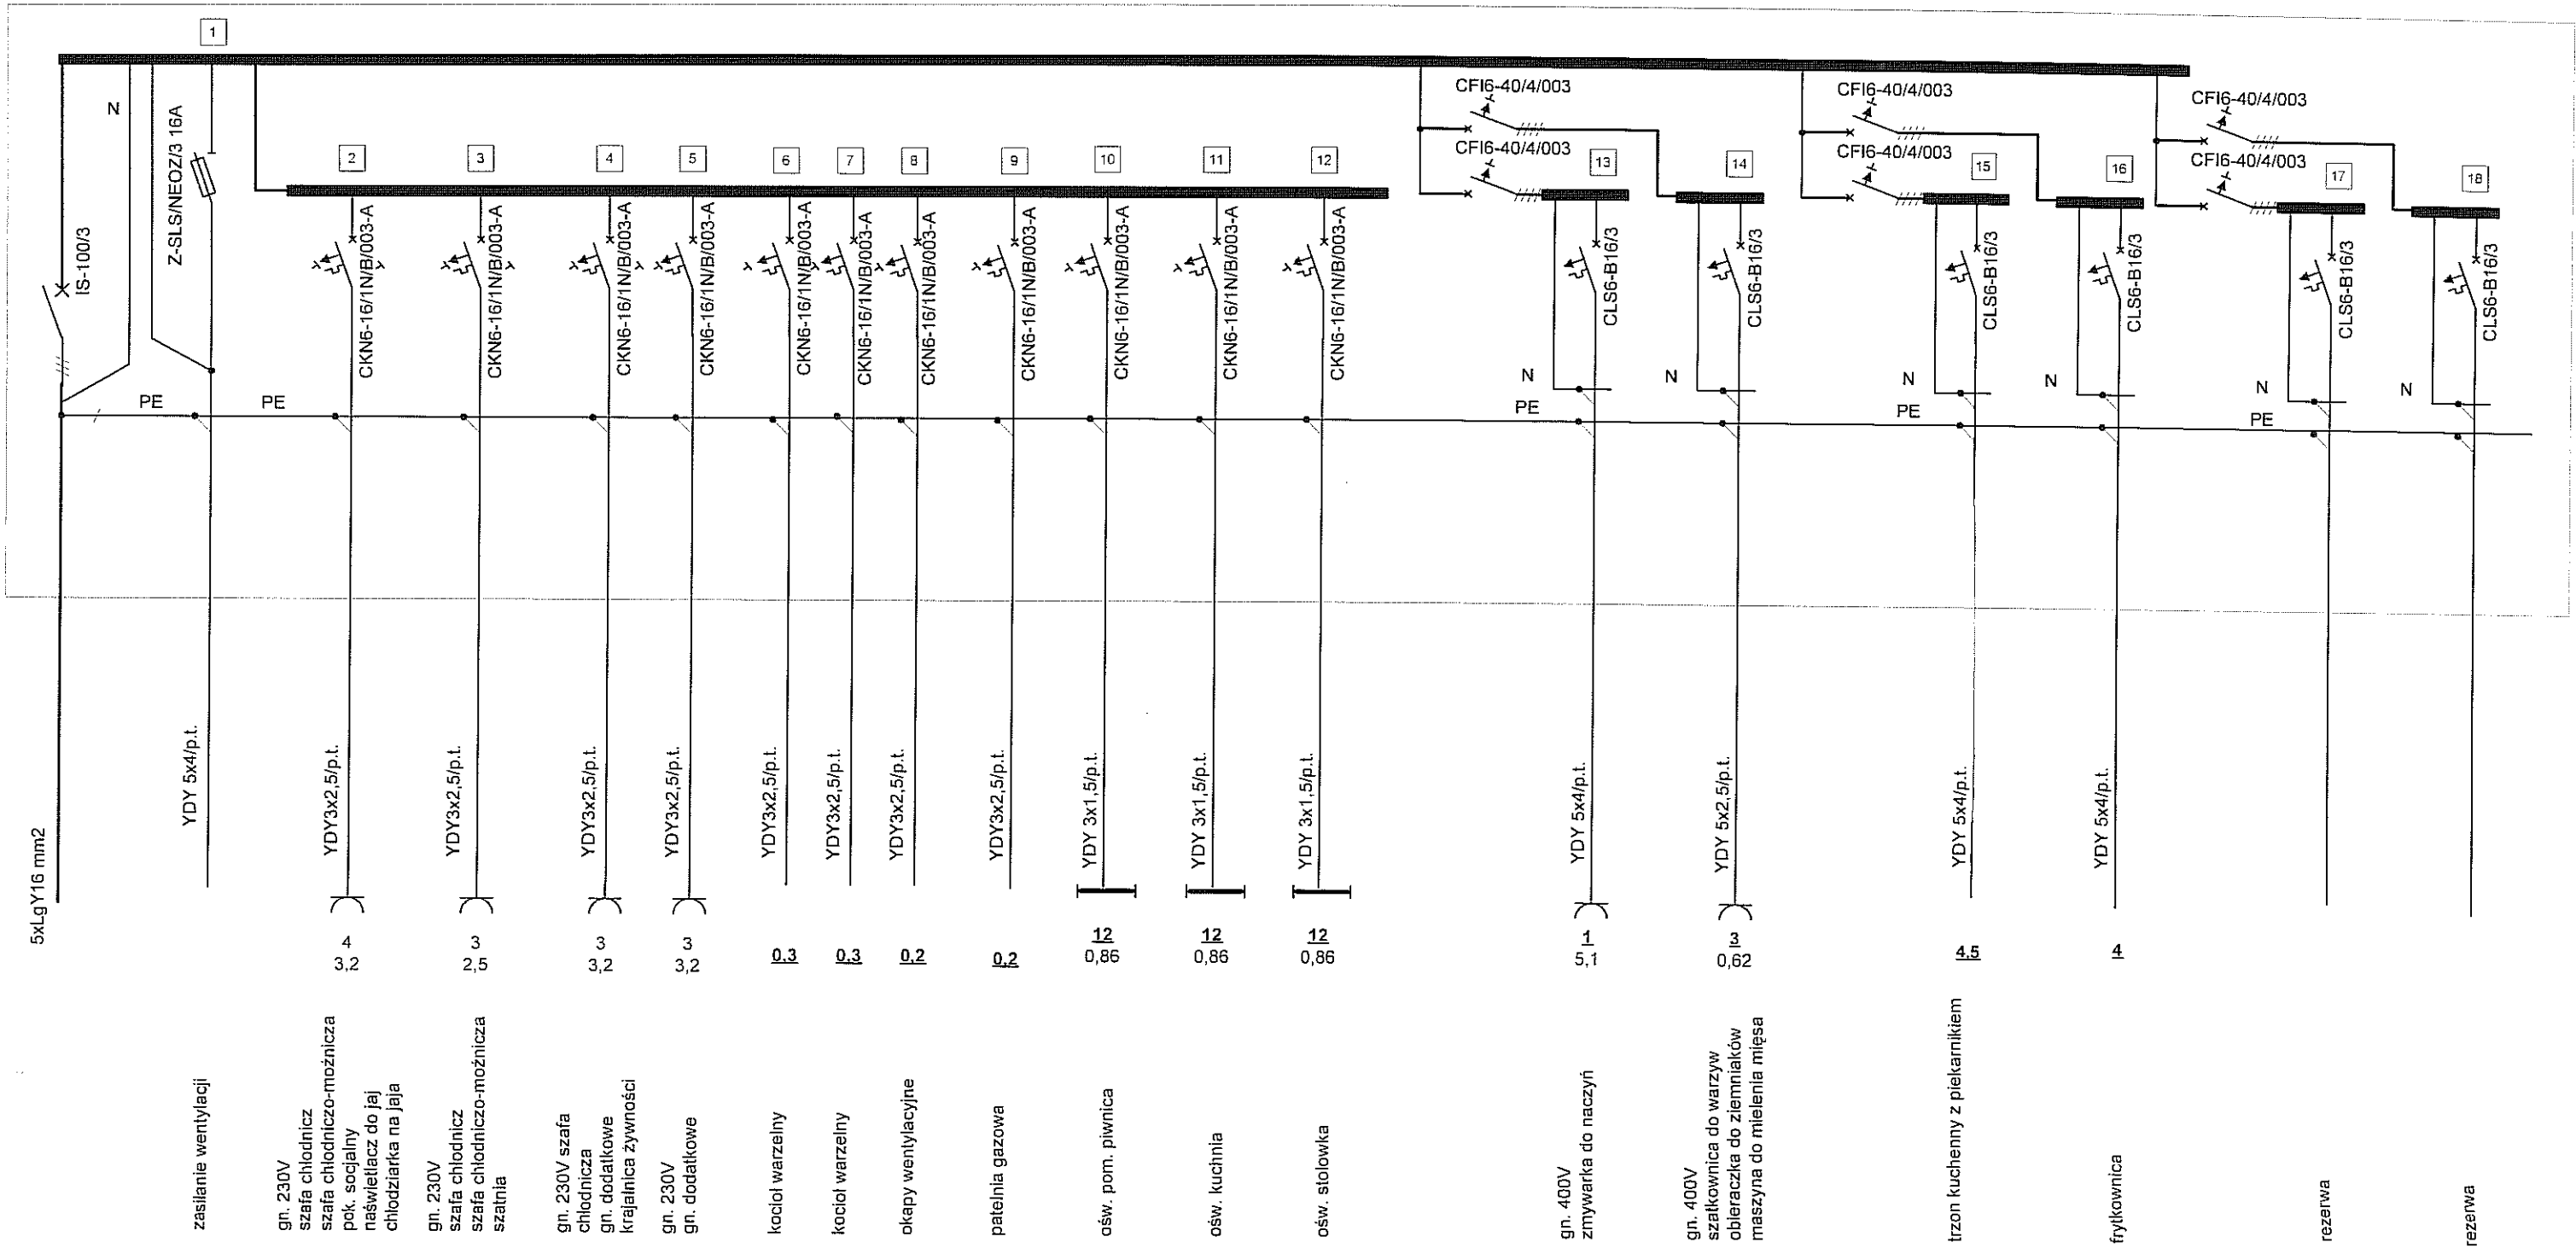 1
N
Z-SLS/NEOZ/3 16A
IS-100/3
2
3
4
5
6
7
8
9
10
11
12
CFI6-40/4/003
CFI6-40/4/003
13
14
CFI6-40/4/003
CFI6-40/4/003
15
16
CFI6-40/4/003
CFI6-40/4/003
17
18
CKN6-16/1N/B/003-A
CKN6-16/1N/B/003-A
CKN6-16/1N/B/003-A
CKN6-16/1N/B/003-A
CKN6-16/1N/B/003-A
CKN6-16/1N/B/003-A
CKN6-16/1N/B/003-A
CKN6-16/1N/B/003-A
CKN6-16/1N/B/003-A
CKN6-16/1N/B/003-A
CKN6-16/1N/B/003-A
CLS6-B16/3
CLS6-B16/3
CLS6-B16/3
CLS6-B16/3
CLS6-B16/3
CLS6-B16/3
N
N
N
N
N
N
PE
PE
PE
PE
PE
5xLgY16 mm2
YDY 5x4/p.t.
YDY3x2,5/p.t.
YDY3x2,5/p.t.
YDY3x2,5/p.t.
YDY3x2,5/p.t.
YDY3x2,5/p.t.
YDY3x2,5/p.t.
YDY3x2,5/p.t.
YDY3x2,5/p.t.
YDY 3x1,5/p.t.
YDY 3x1,5/p.t.
YDY 3x1,5/p.t.
YDY 5x4/p.t.
YDY 5x2,5/p.t.
YDY 5x4/p.t.
YDY 5x4/p.t.
4
3,2
3
2,5
3
3,2
3
3,2
0,3
0,3
0,2
0,2
12
0,86
12
0,86
12
0,86
1
5,1
3
0,62
4,5
4
zasilanie wentylacji
gn. 230V
szafa chłodnicz
szafa chłodniczo-moźnicza
pok. socjalny
naświetlacz do jaj
chłodziarka na jaja
gn. 230V
szafa chłodnicz
szafa chłodniczo-moźnicza
szatnia
gn. 230V szafa
chłodnicza
gn. dodatkowe
krajalnica żywności
gn. 230V
gn. dodatkowe
kocioł warzelny
kocioł warzelny
okapy wentylacyjne
patelnia gazowa
ośw. pom. piwnica
ośw. kuchnia
ośw. stołowka
gn. 400V
zmywarka do naczyń
gn. 400V
szatkownica do warzyw
obieraczka do ziemniaków
maszyna do mielenia mięsa
trzon kuchenny z piekarnikiem
frytkownica
rezerwa
rezerwa